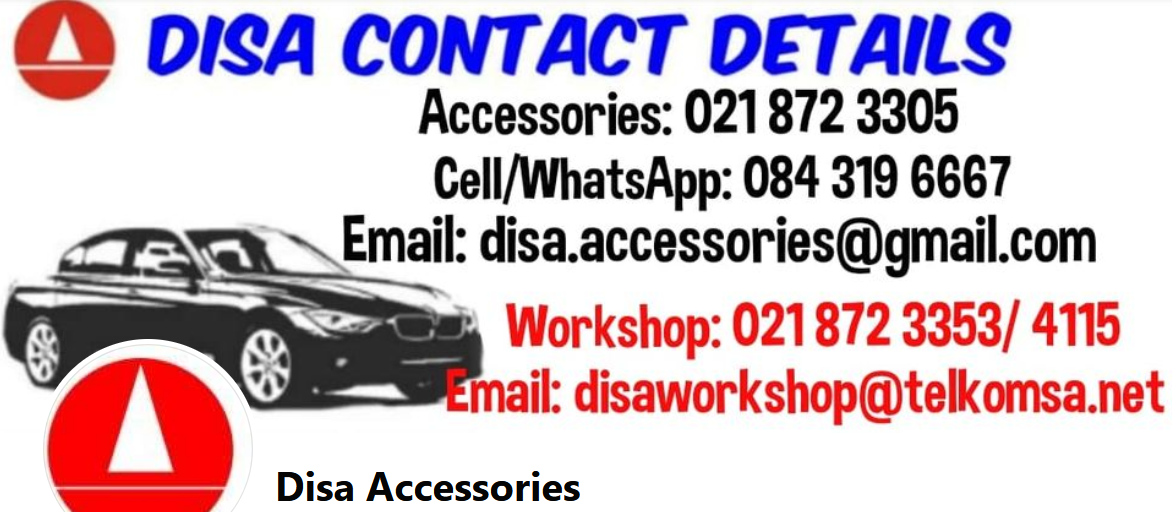 DISA CONTACT DETAILS
Accessories: 021 872 3305
Cell/WhatsApp: 084 319 6667
Email: disa.accessories@gmail.com
Workshop: 021 872 3353/ 4115
Email: disaworkshop@telkomsa.net
Disa Accessories